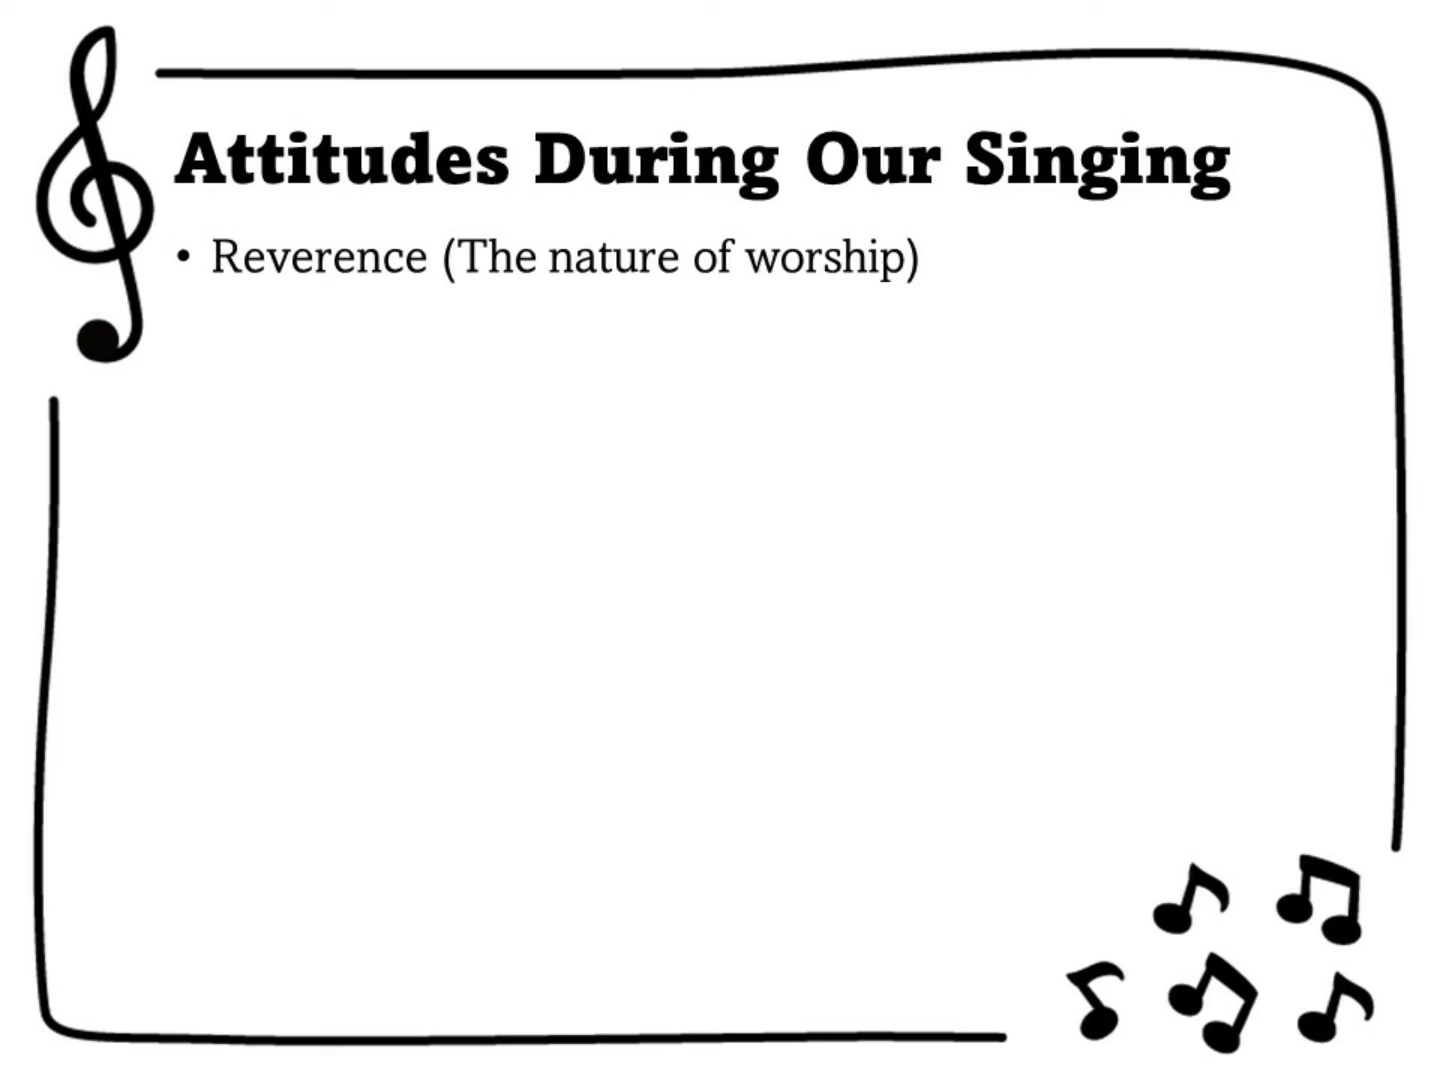 Attitudes During Our Singing
• Reverence (The nature of worship)